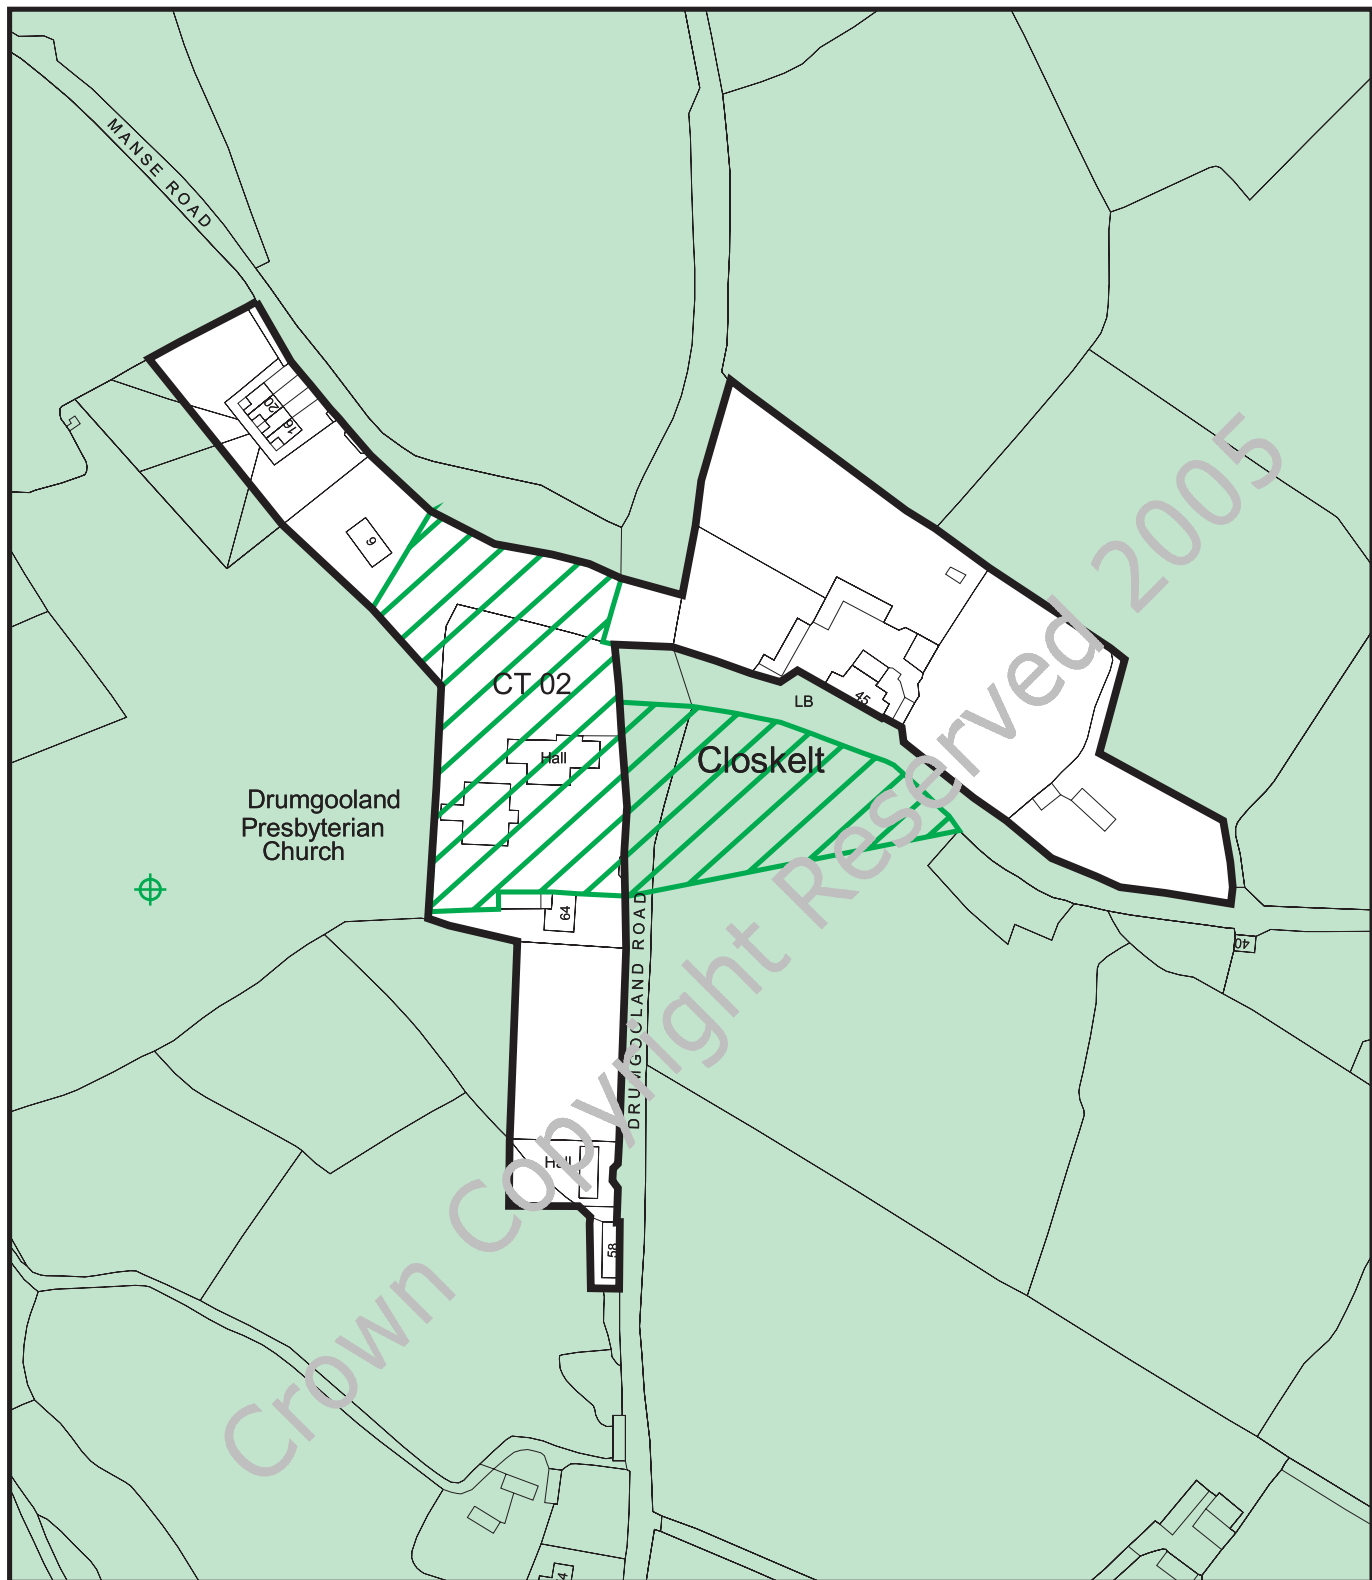 MANSE ROAD
20
16
9
CT 02
LB
45
Hall
Closkelt
Drumgooland
Presbyterian
Church
64
40
DRUMGOOLAND ROAD
Hall
58
Crown Copyright Reserved 2005